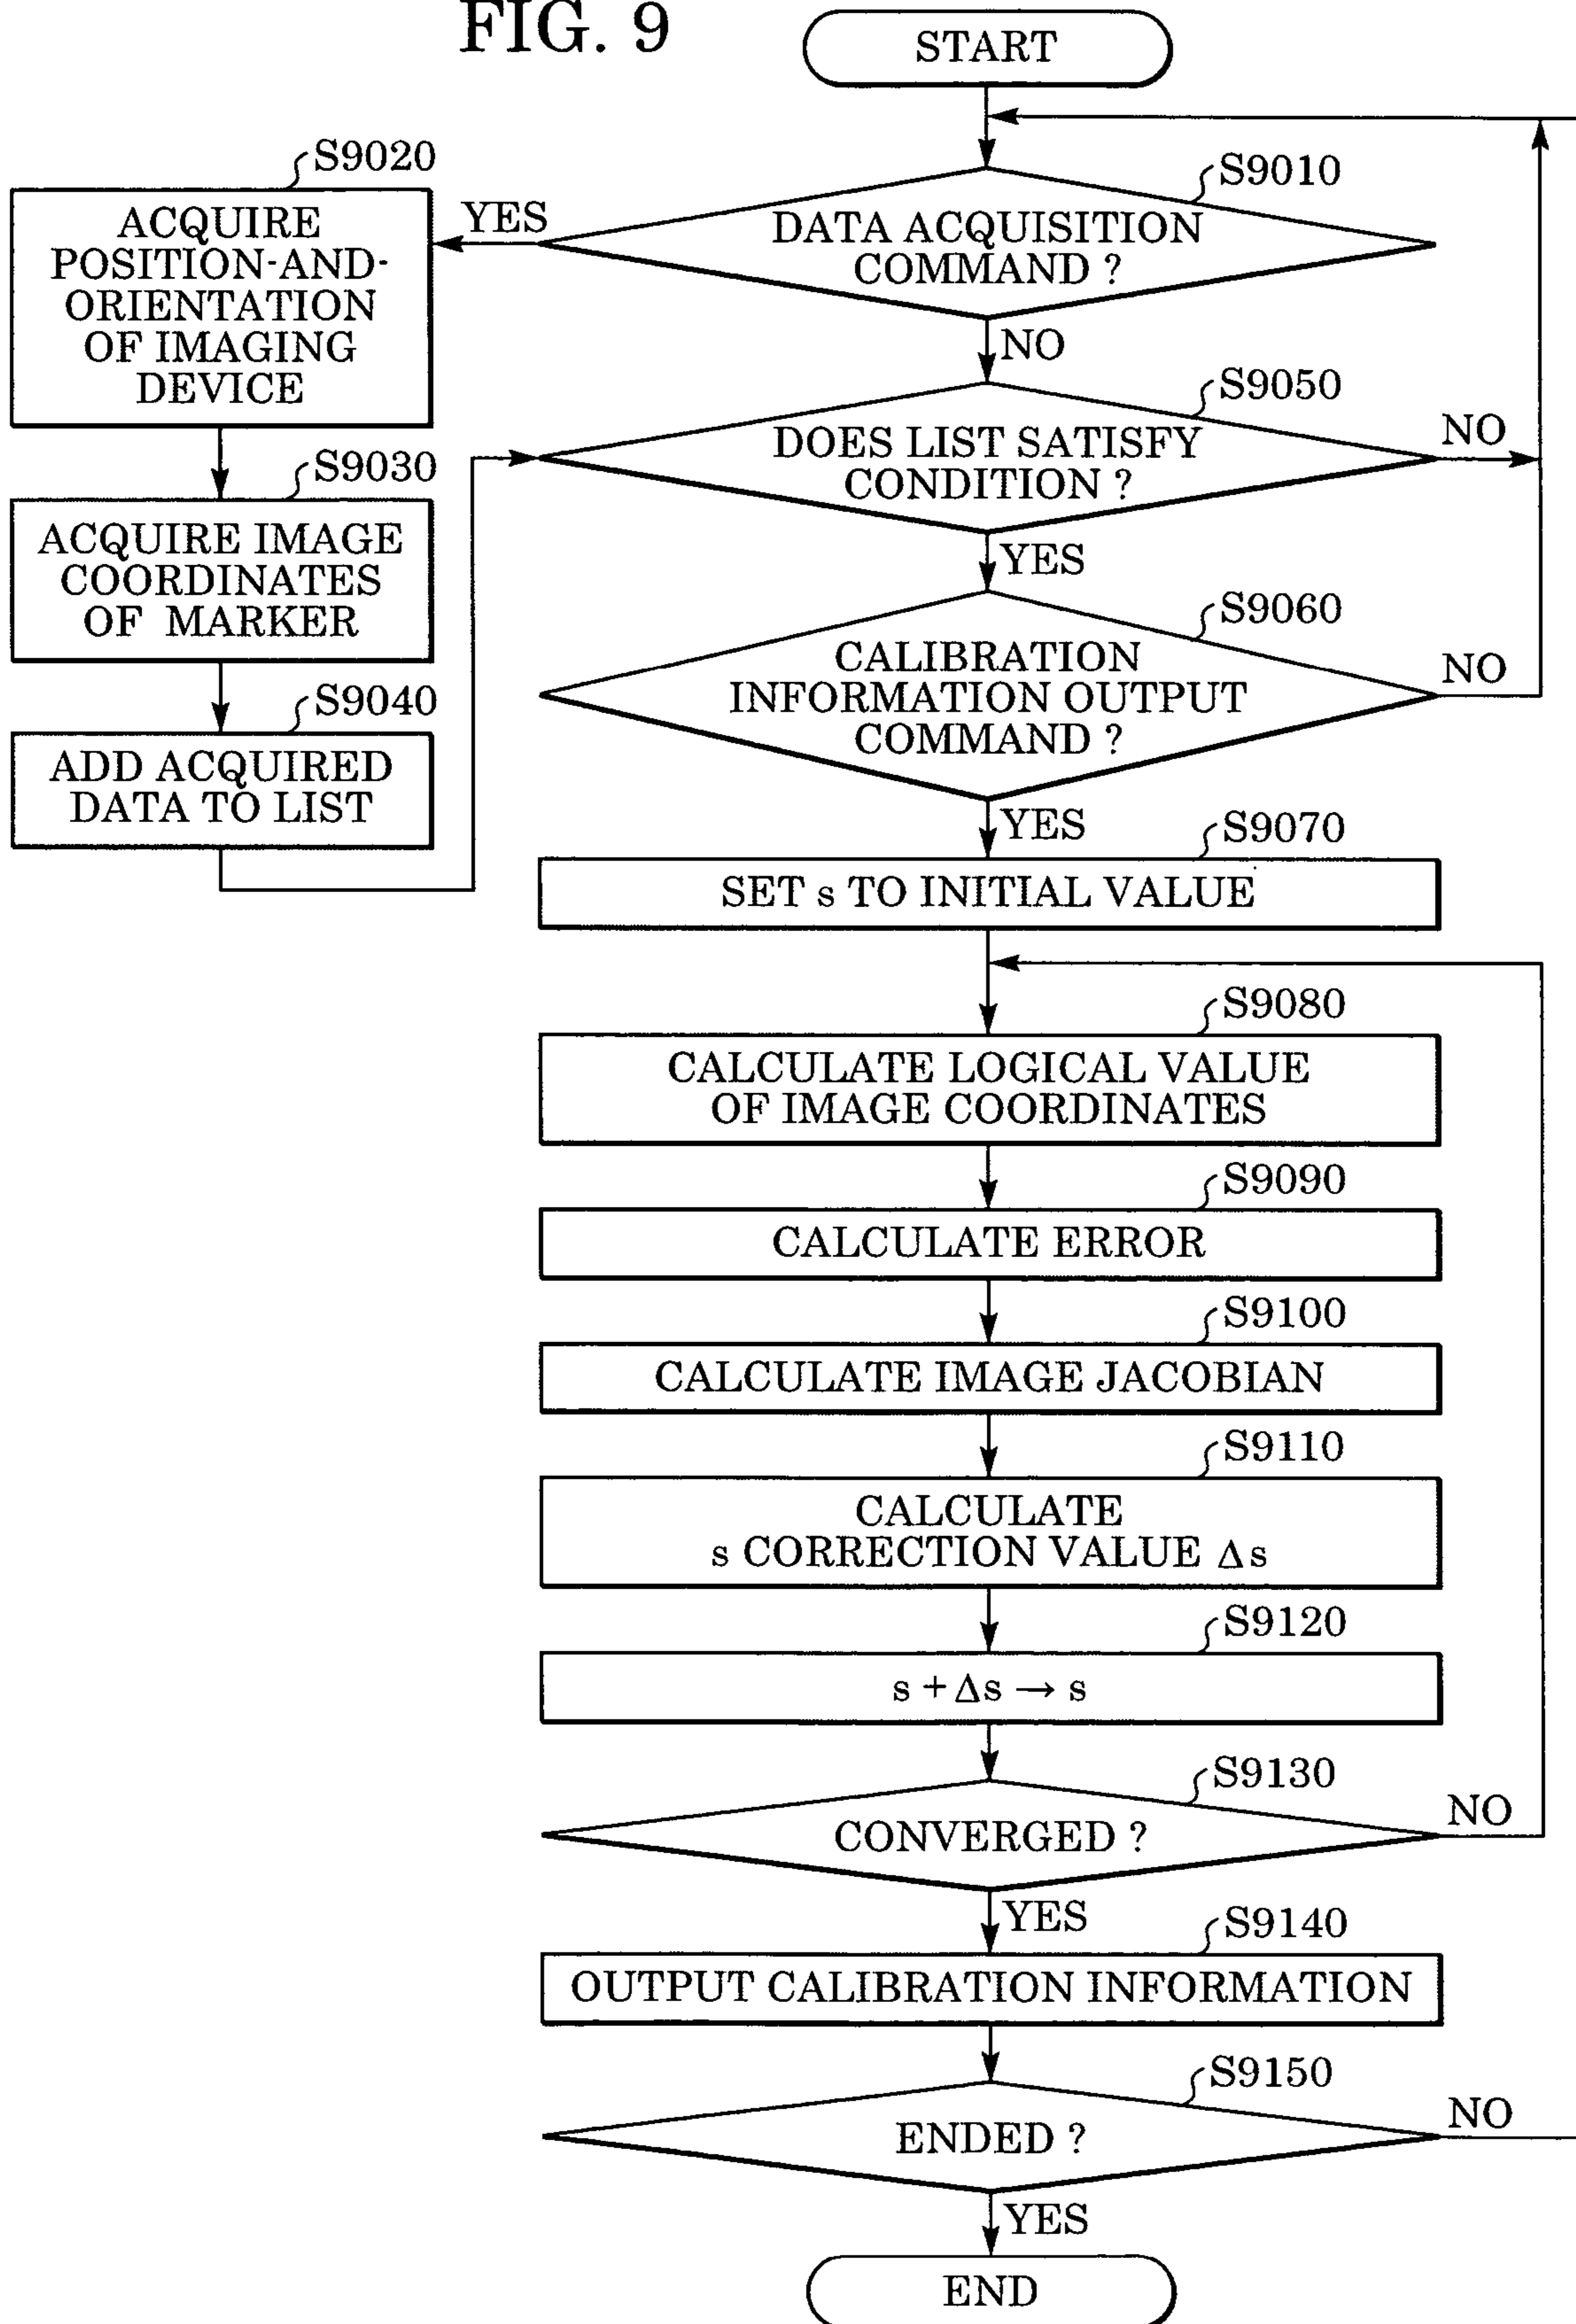 FIG. 9
START
S9010
DATA ACQUISITION
COMMAND ?
YES
NO
S9020
ACQUIRE
POSITION-AND-
ORIENTATION
OF IMAGING
DEVICE
S9030
ACQUIRE IMAGE
COORDINATES
OF MARKER
S9040
ADD ACQUIRED
DATA TO LIST
S9050
DOES LIST SATISFY
CONDITION ?
NO
YES
S9060
CALIBRATION
INFORMATION OUTPUT
COMMAND ?
NO
YES
S9070
SET s TO INITIAL VALUE
S9080
CALCULATE LOGICAL VALUE
OF IMAGE COORDINATES
S9090
CALCULATE ERROR
S9100
CALCULATE IMAGE JACOBIAN
S9110
CALCULATE
s CORRECTION VALUE Δs
S9120
s + Δs → s
S9130
CONVERGED ?
NO
YES
S9140
OUTPUT CALIBRATION INFORMATION
S9150
ENDED ?
NO
YES
END